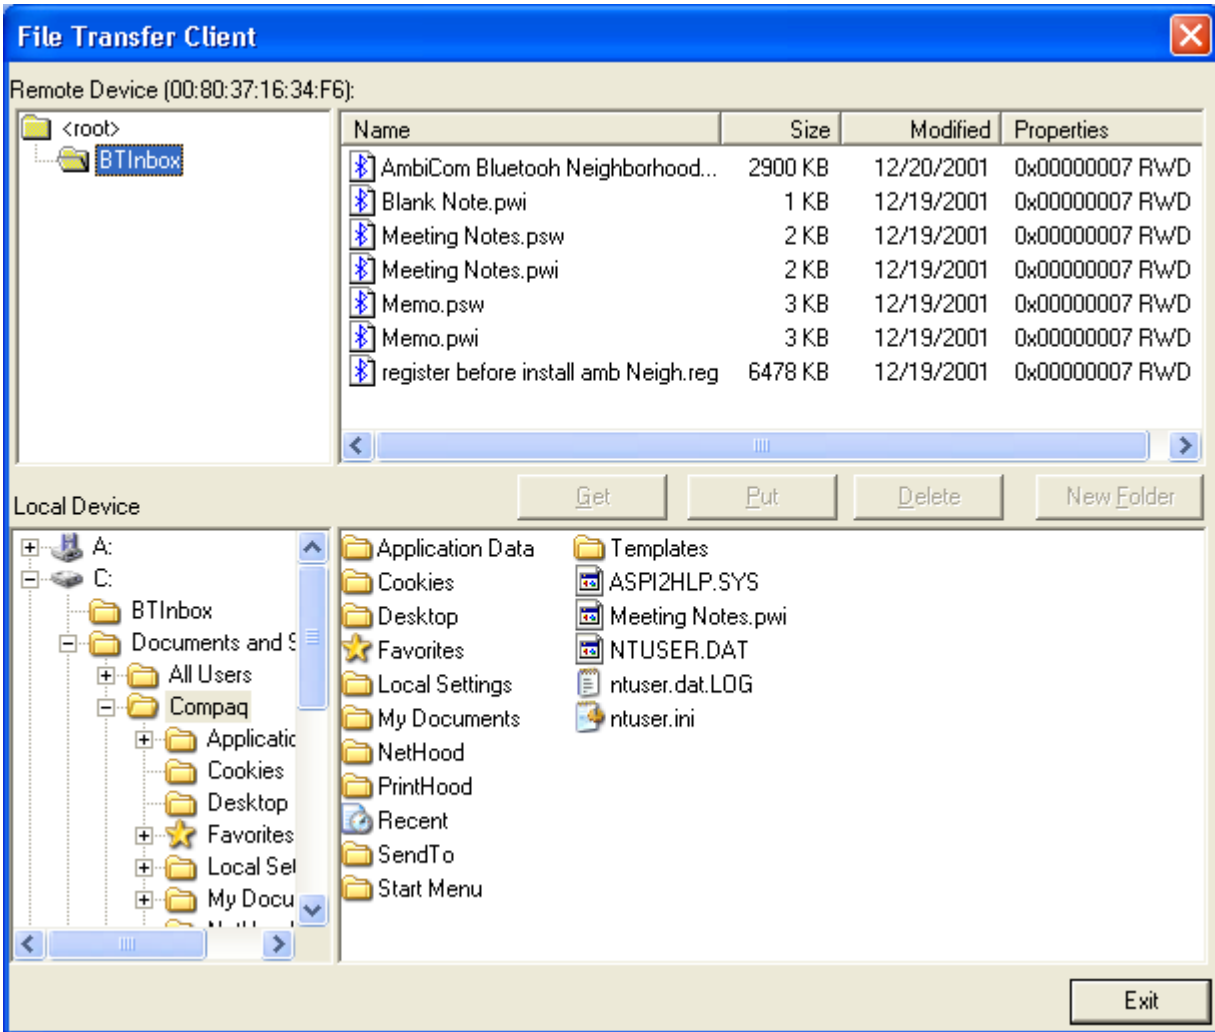 File Transfer Client
Remote Device (00:80:37:16:34:F6):
<root>
BTInbox
Name Size Modified Properties
AmbiCom Bluetooh Neighborhood... 2900 KB 12/20/2001 0x00000007 RWD
Blank Note.pwi 1 KB 12/19/2001 0x00000007 RWD
Meeting Notes.psw 2 KB 12/19/2001 0x00000007 RWD
Meeting Notes.pwi 2 KB 12/19/2001 0x00000007 RWD
Memo.psw 3 KB 12/19/2001 0x00000007 RWD
Memo.pwi 3 KB 12/19/2001 0x00000007 RWD
register before install amb Neigh.reg 6478 KB 12/19/2001 0x00000007 RWD
Get Put Delete New Folder
Local Device
A:
C:
BTInbox
Documents and S
All Users
Compaq
Applicatio
Cookies
Desktop
Favorites
Local Set
My Docu
Application Data
Cookies
Desktop
Favorites
Local Settings
My Documents
NetHood
PrintHood
Recent
SendTo
Start Menu
Templates
ASPI2HLP.SYS
Meeting Notes.pwi
NTUSER.DAT
ntuser.dat.LOG
ntuser.ini
Exit